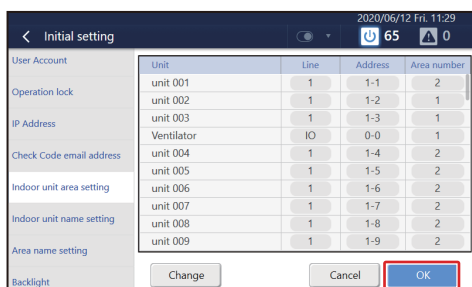 2020/06/12 Fri. 11:29
Initial setting 65 0
User Account
Operation lock
IP Address
Check Code email address
Indoor unit area setting
Indoor unit name setting
Area name setting
Backlight
Unit Line Address Area number
unit 001 1 1-1 2
unit 002 1 1-2 1
unit 003 1 1-3 1
Ventilator IO 0-0 1
unit 004 1 1-4 2
unit 005 1 1-5 2
unit 006 1 1-6 2
unit 007 1 1-7 2
unit 008 1 1-8 2
unit 009 1 1-9 2
Change Cancel OK